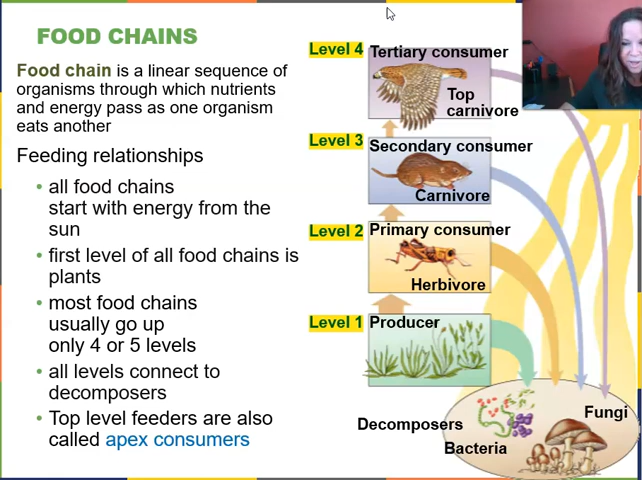 FOOD CHAINS
Food chain is a linear sequence of
organisms through which nutrients
and energy pass as one organism
eats another
Feeding relationships
• all food chains
start with energy from the
sun
• first level of all food chains is
plants
• most food chains
usually go up
only 4 or 5 levels
• all levels connect to
decomposers
• Top level feeders are also
called apex consumers
Level 4 Tertiary consumer
Top
carnivore
Level 3 Secondary consumer
Carnivore
Level 2 Primary consumer
Herbivore
Level 1 Producer
Decomposers
Bacteria
Fungi